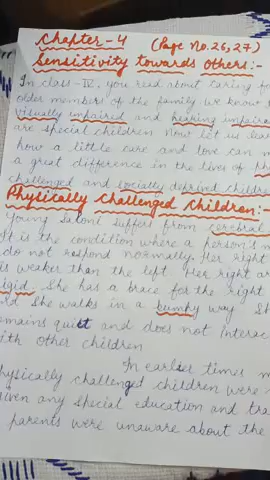 Chapter-4 (Page No. 26, 27)
Sensitivity towards Others:-
In class-IV, you read about caring for
older members of the family we know
visually impaired and hearing impaired
are special children Now let us lea
how a little care and love can
a great difference in the lives of
challenged and socially deprived children
Physically Challenged Children:-
Young Saloni suffers from cerebral
It is the condition where a person's m
do not respond normally. Her right
is weaker than the left. Her right ar
rigid. She has a brace for the right
She walks in a bumpy way. Sh
remains quiet and does not interac
with other children
In earlier times
physically challenged children were
given any special education and tra
parents were unaware about the